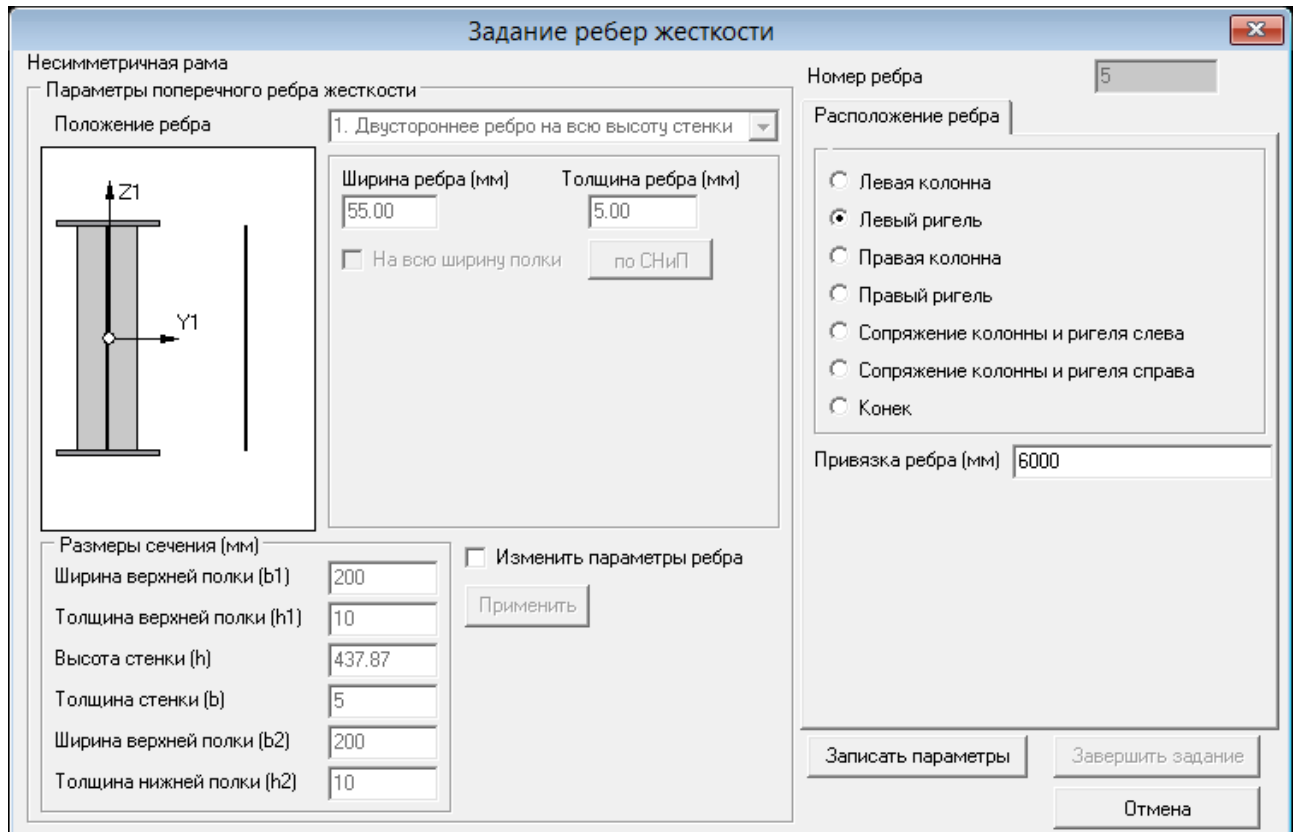 Задание ребер жесткости
Несимметричная рама
Параметры поперечного ребра жесткости
Положение ребра
1. Двустороннее ребро на всю высоту стенки
Z1
Y1
Ширина ребра (мм) Толщина ребра (мм)
55.00 5.00
На всю ширину полки по СНиП
Размеры сечения (мм)
Ширина верхней полки (b1) 200
Толщина верхней полки (h1) 10
Высота стенки (h) 437.87
Толщина стенки (b) 5
Ширина верхней полки (b2) 200
Толщина нижней полки (h2) 10
Изменить параметры ребра
Применить
Номер ребра 5
Расположение ребра
Левая колонна
Левый ригель
Правая колонна
Правый ригель
Сопряжение колонны и ригеля слева
Сопряжение колонны и ригеля справа
Конек
Привязка ребра (мм) 6000
Записать параметры Завершить задание
Отмена